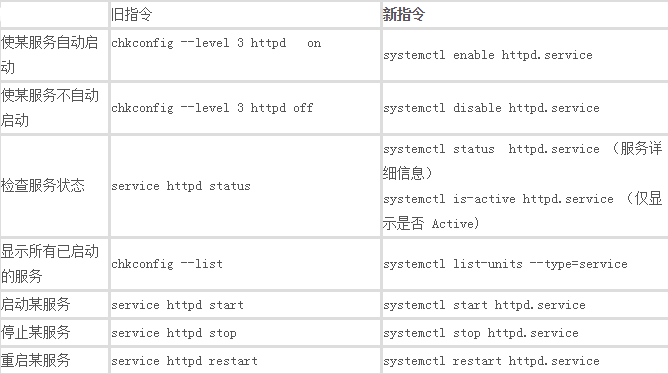 旧指令 新指令
使某服务自动启
动
chkconfig --level 3 httpd on
systemctl enable httpd.service
使某服务不自动
启动
chkconfig --level 3 httpd off
systemctl disable httpd.service
检查服务状态
service httpd status
systemctl status httpd.service （服务详
细信息）
systemctl is-active httpd.service （仅显
示是否 Active)
显示所有已启动
的服务
chkconfig --list
systemctl list-units --type=service
启动某服务
service httpd start
systemctl start httpd.service
停止某服务
service httpd stop
systemctl stop httpd.service
重启某服务
service httpd restart
systemctl restart httpd.service